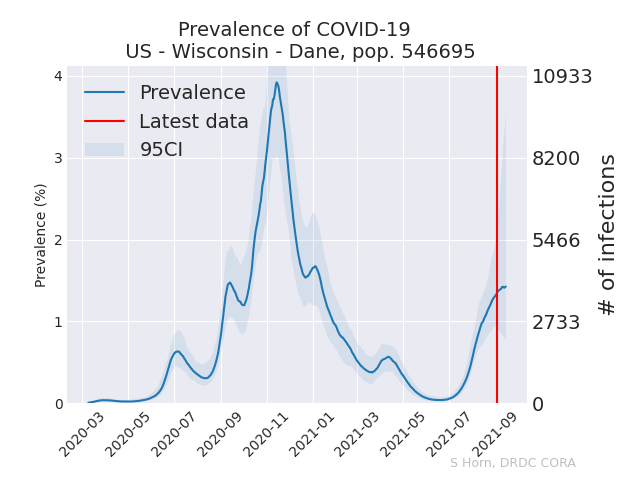 Prevalence of COVID-19
US - Wisconsin - Dane, pop. 546695
Prevalence
Latest data
95CI
Prevalence (%)
4
3
2
1
0
10933
8200
5466
2733
0
# of infections
2020-03
2020-05
2020-07
2020-09
2020-11
2021-01
2021-03
2021-05
2021-07
2021-09
S Horn, DRDC CORA